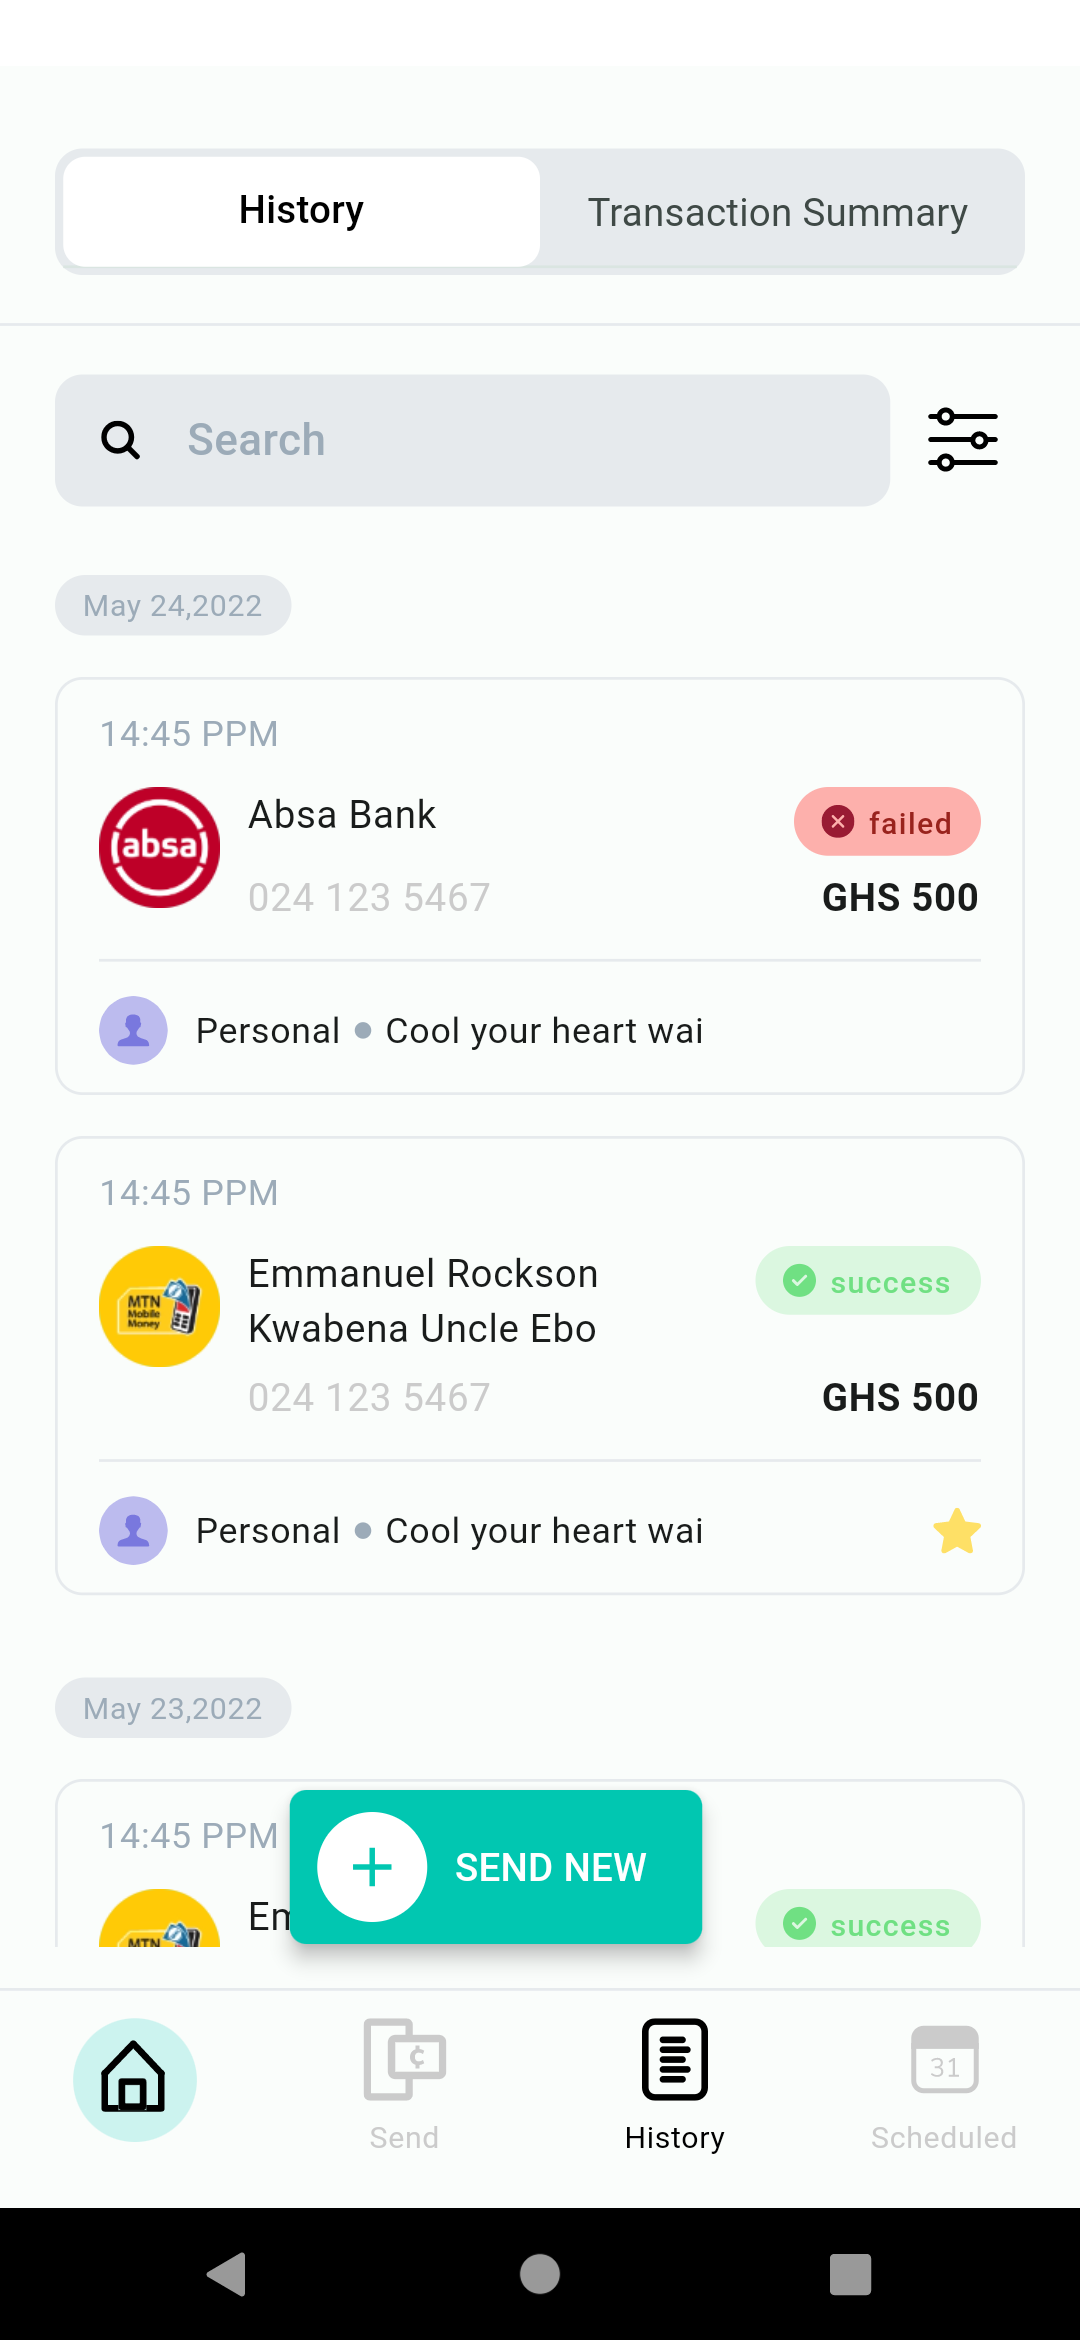 History
Transaction Summary
Search
May 24,2022
14:45 PPM
absa
Absa Bank
failed
024 123 5467
GHS 500
Personal
Cool your heart wai
14:45 PPM
MTN
Mobile
Money
Emmanuel Rockson
Kwabena Uncle Ebo
success
024 123 5467
GHS 500
Personal
Cool your heart wai
May 23,2022
14:45 PPM
SEND NEW
MTN
success
31
Send
History
Scheduled